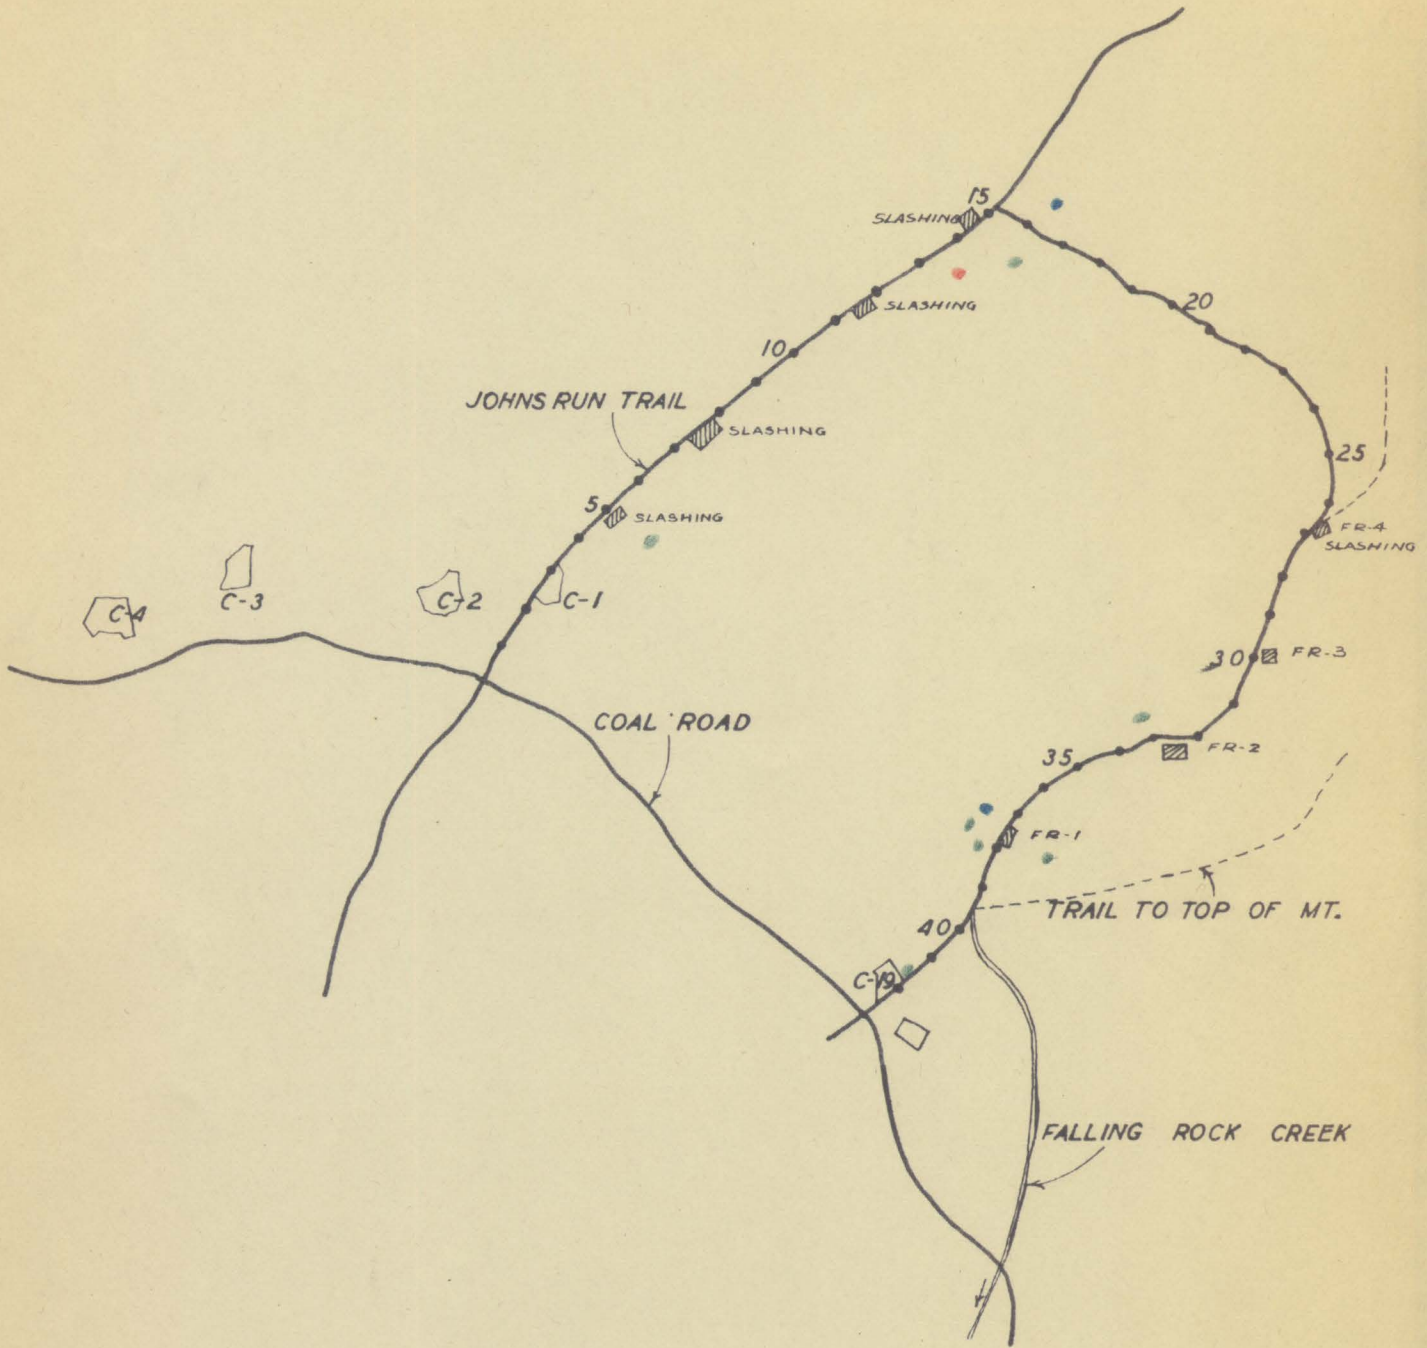 15
SLASHING
20
SLASHING
10
JOHNS RUN TRAIL
SLASHING
25
5
SLASHING
FR-4
SLASHING
C-4
C-3
C-2
C-1
30
FR-3
COAL ROAD
35
FR-2
FR-1
TRAIL TO TOP OF MT.
40
C-19
FALLING ROCK CREEK